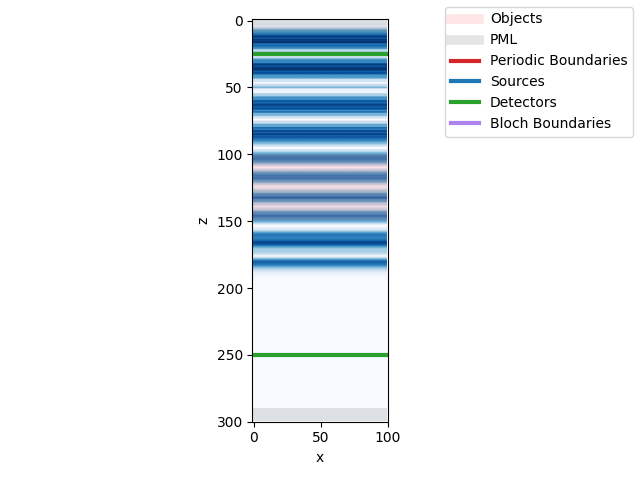 Objects
PML
Periodic Boundaries
Sources
Detectors
Bloch Boundaries
0
50
100
150
200
250
300
z
0
50
100
x